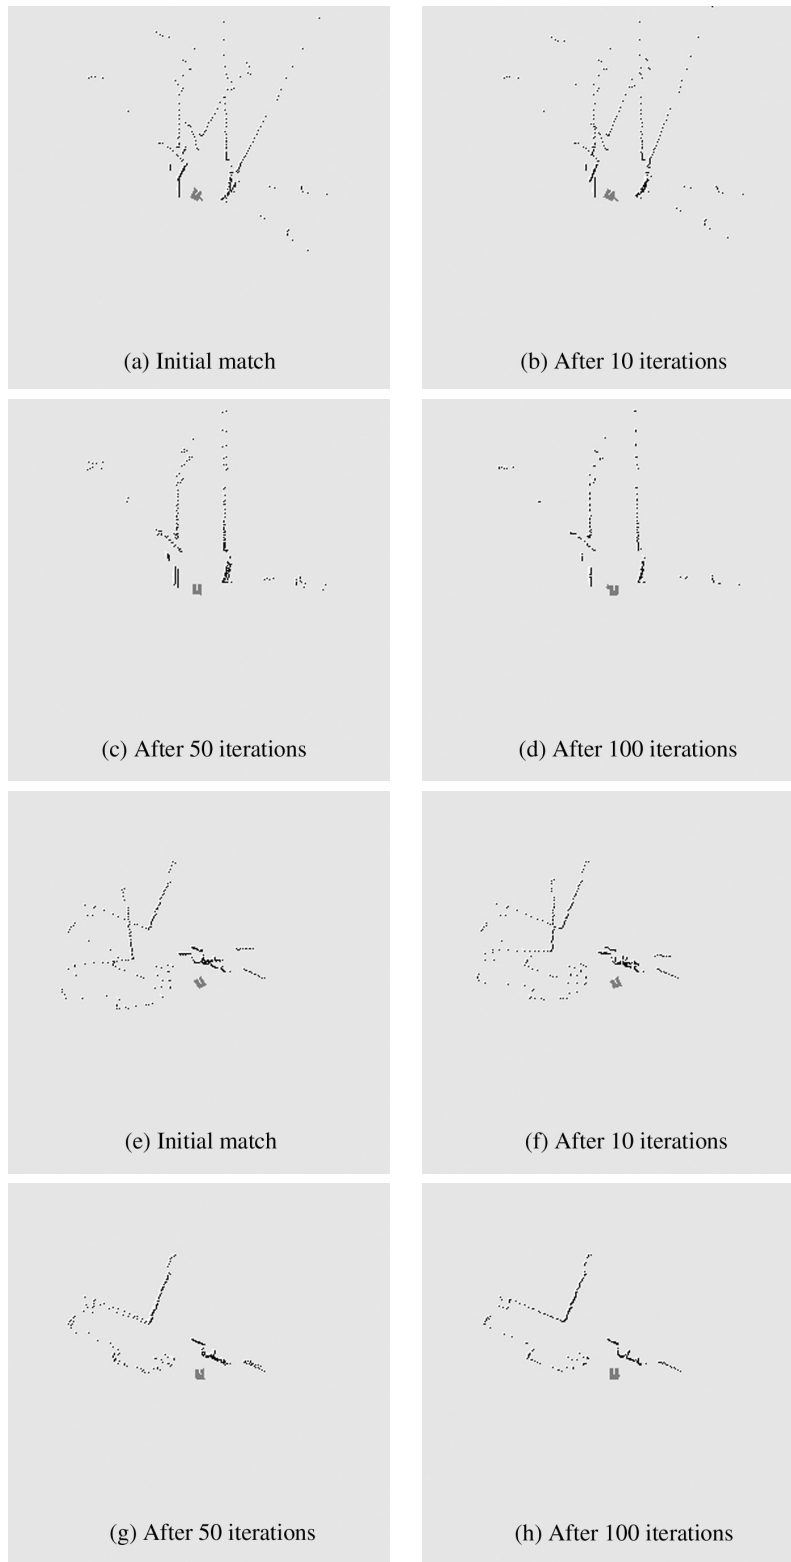 (a) Initial match
(b) After 10 iterations
(c) After 50 iterations
(d) After 100 iterations
(e) Initial match
(f) After 10 iterations
(g) After 50 iterations
(h) After 100 iterations